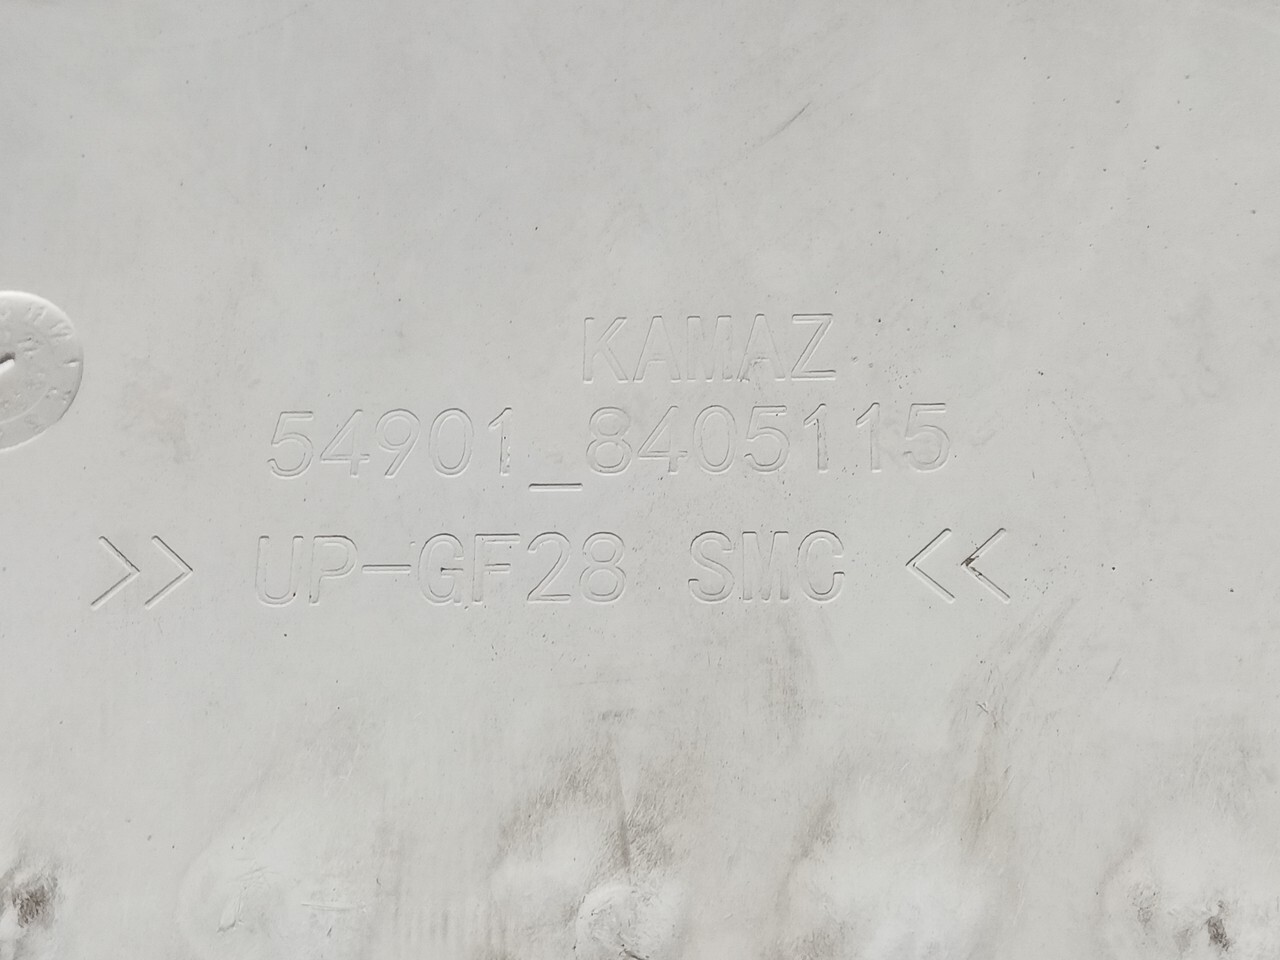 KAMAZ
54901_8405115
>> UP-GF28 SMC <<